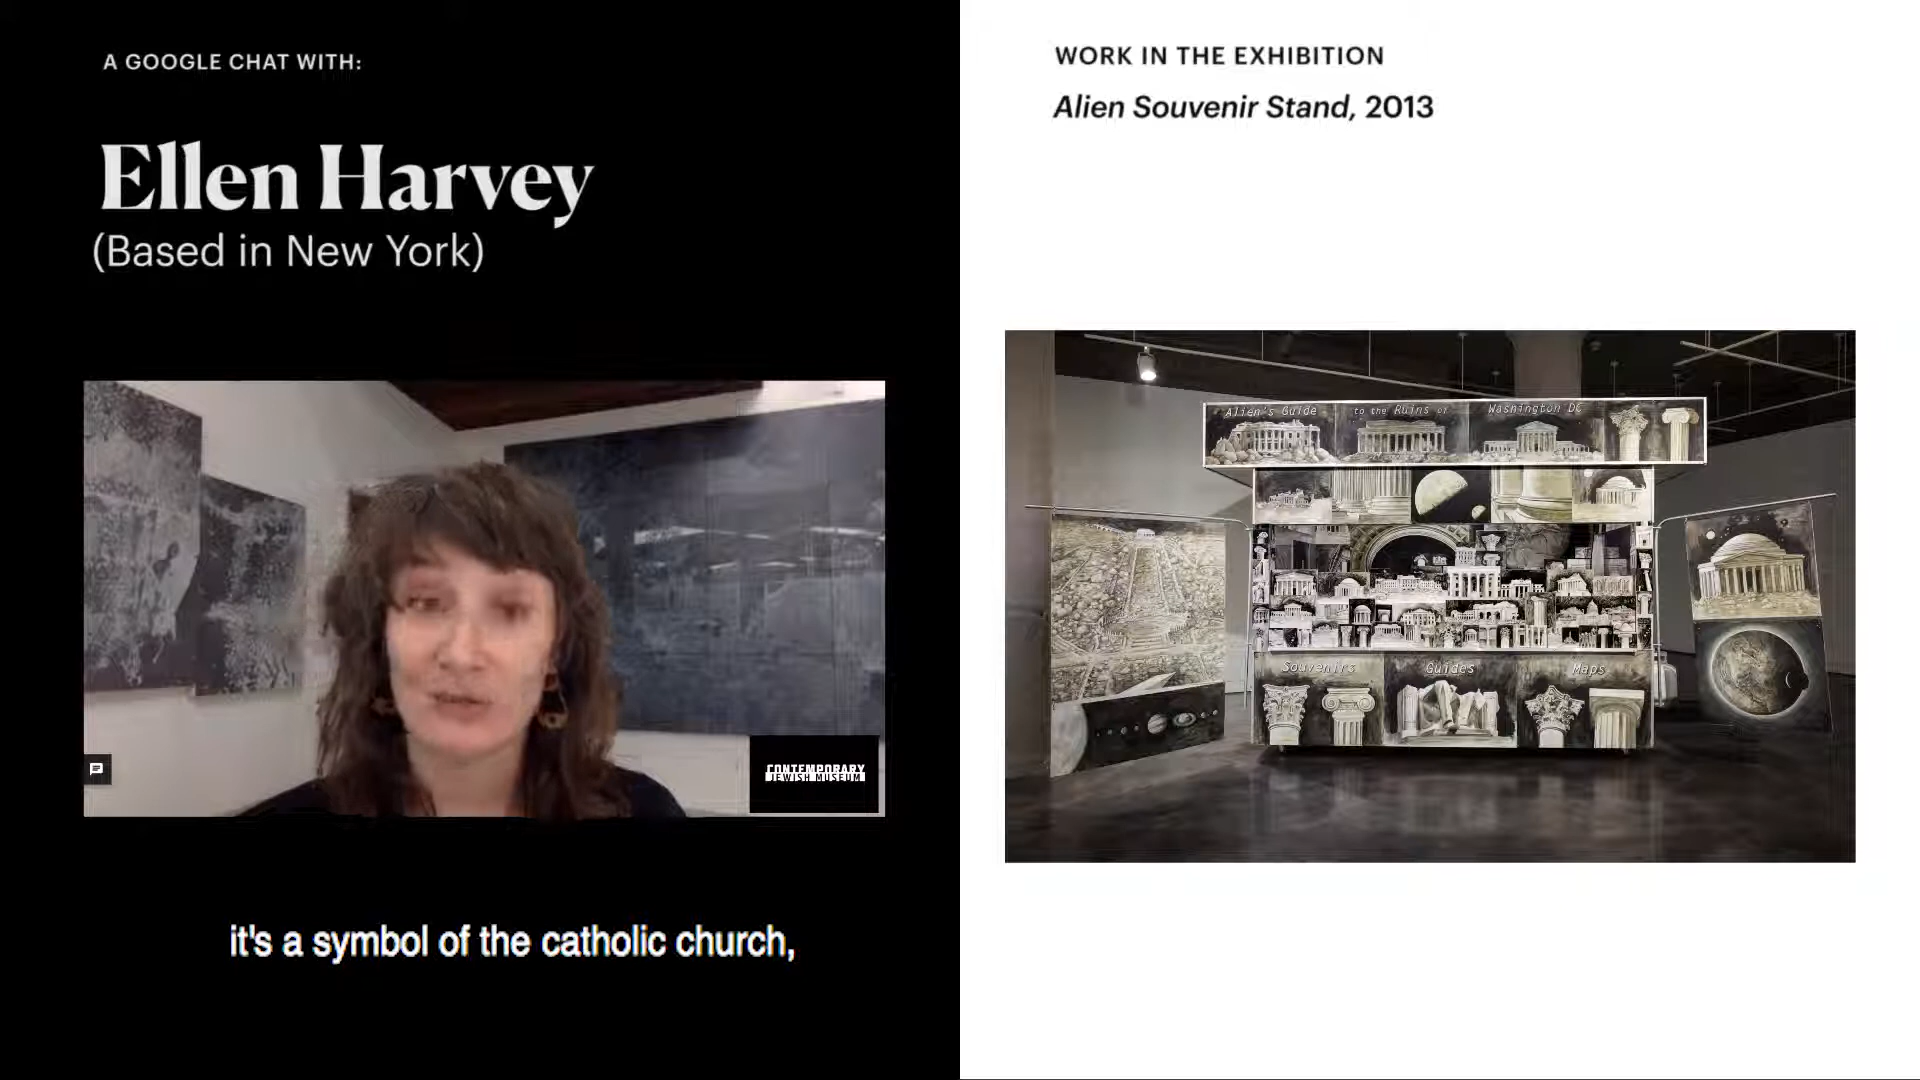 A GOOGLE CHAT WITH:
Ellen Harvey
(Based in New York)
CONTEMPORARY
JEWISH MUSEUM
it's a symbol of the catholic church,
WORK IN THE EXHIBITION
Alien Souvenir Stand, 2013
Alien's Guide to the Ruins of Washington DC
Souvenirs Guides Maps